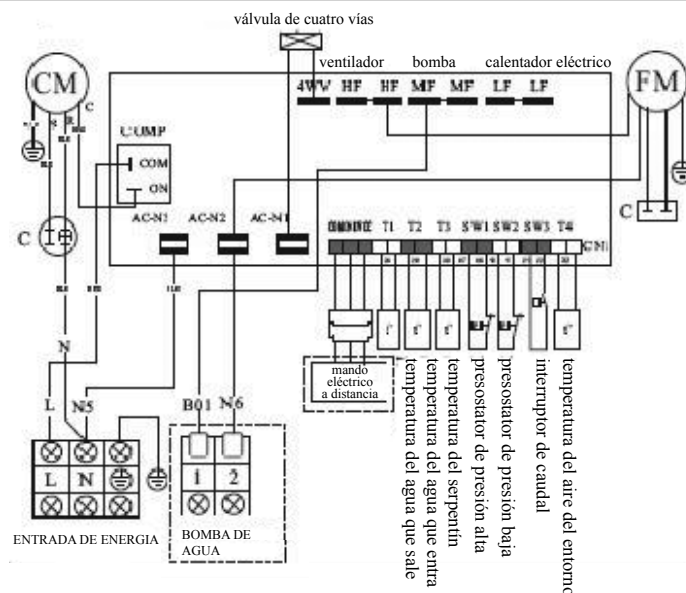 válvula de cuatro vías
ventilador bomba calentador eléctrico
CM
4WW HF HF MF MF LF LF
FM
C
COMP
COM
ON
AC-N2 AC-N1
T1 T2 T3 SW1 SW2 SW3 T4
C
C
N
L N5
B01 N6
mando
eléctrico
a distancia
temperatura del agua que sale
temperatura del agua que entra
temperatura del serpentín
presostator de presión alta
presostator de presión baja
interruptor de caudal
temperatura del aire del entorno
L N
1 2
ENTRADA DE ENERGIA
BOMBA DE
AGUA